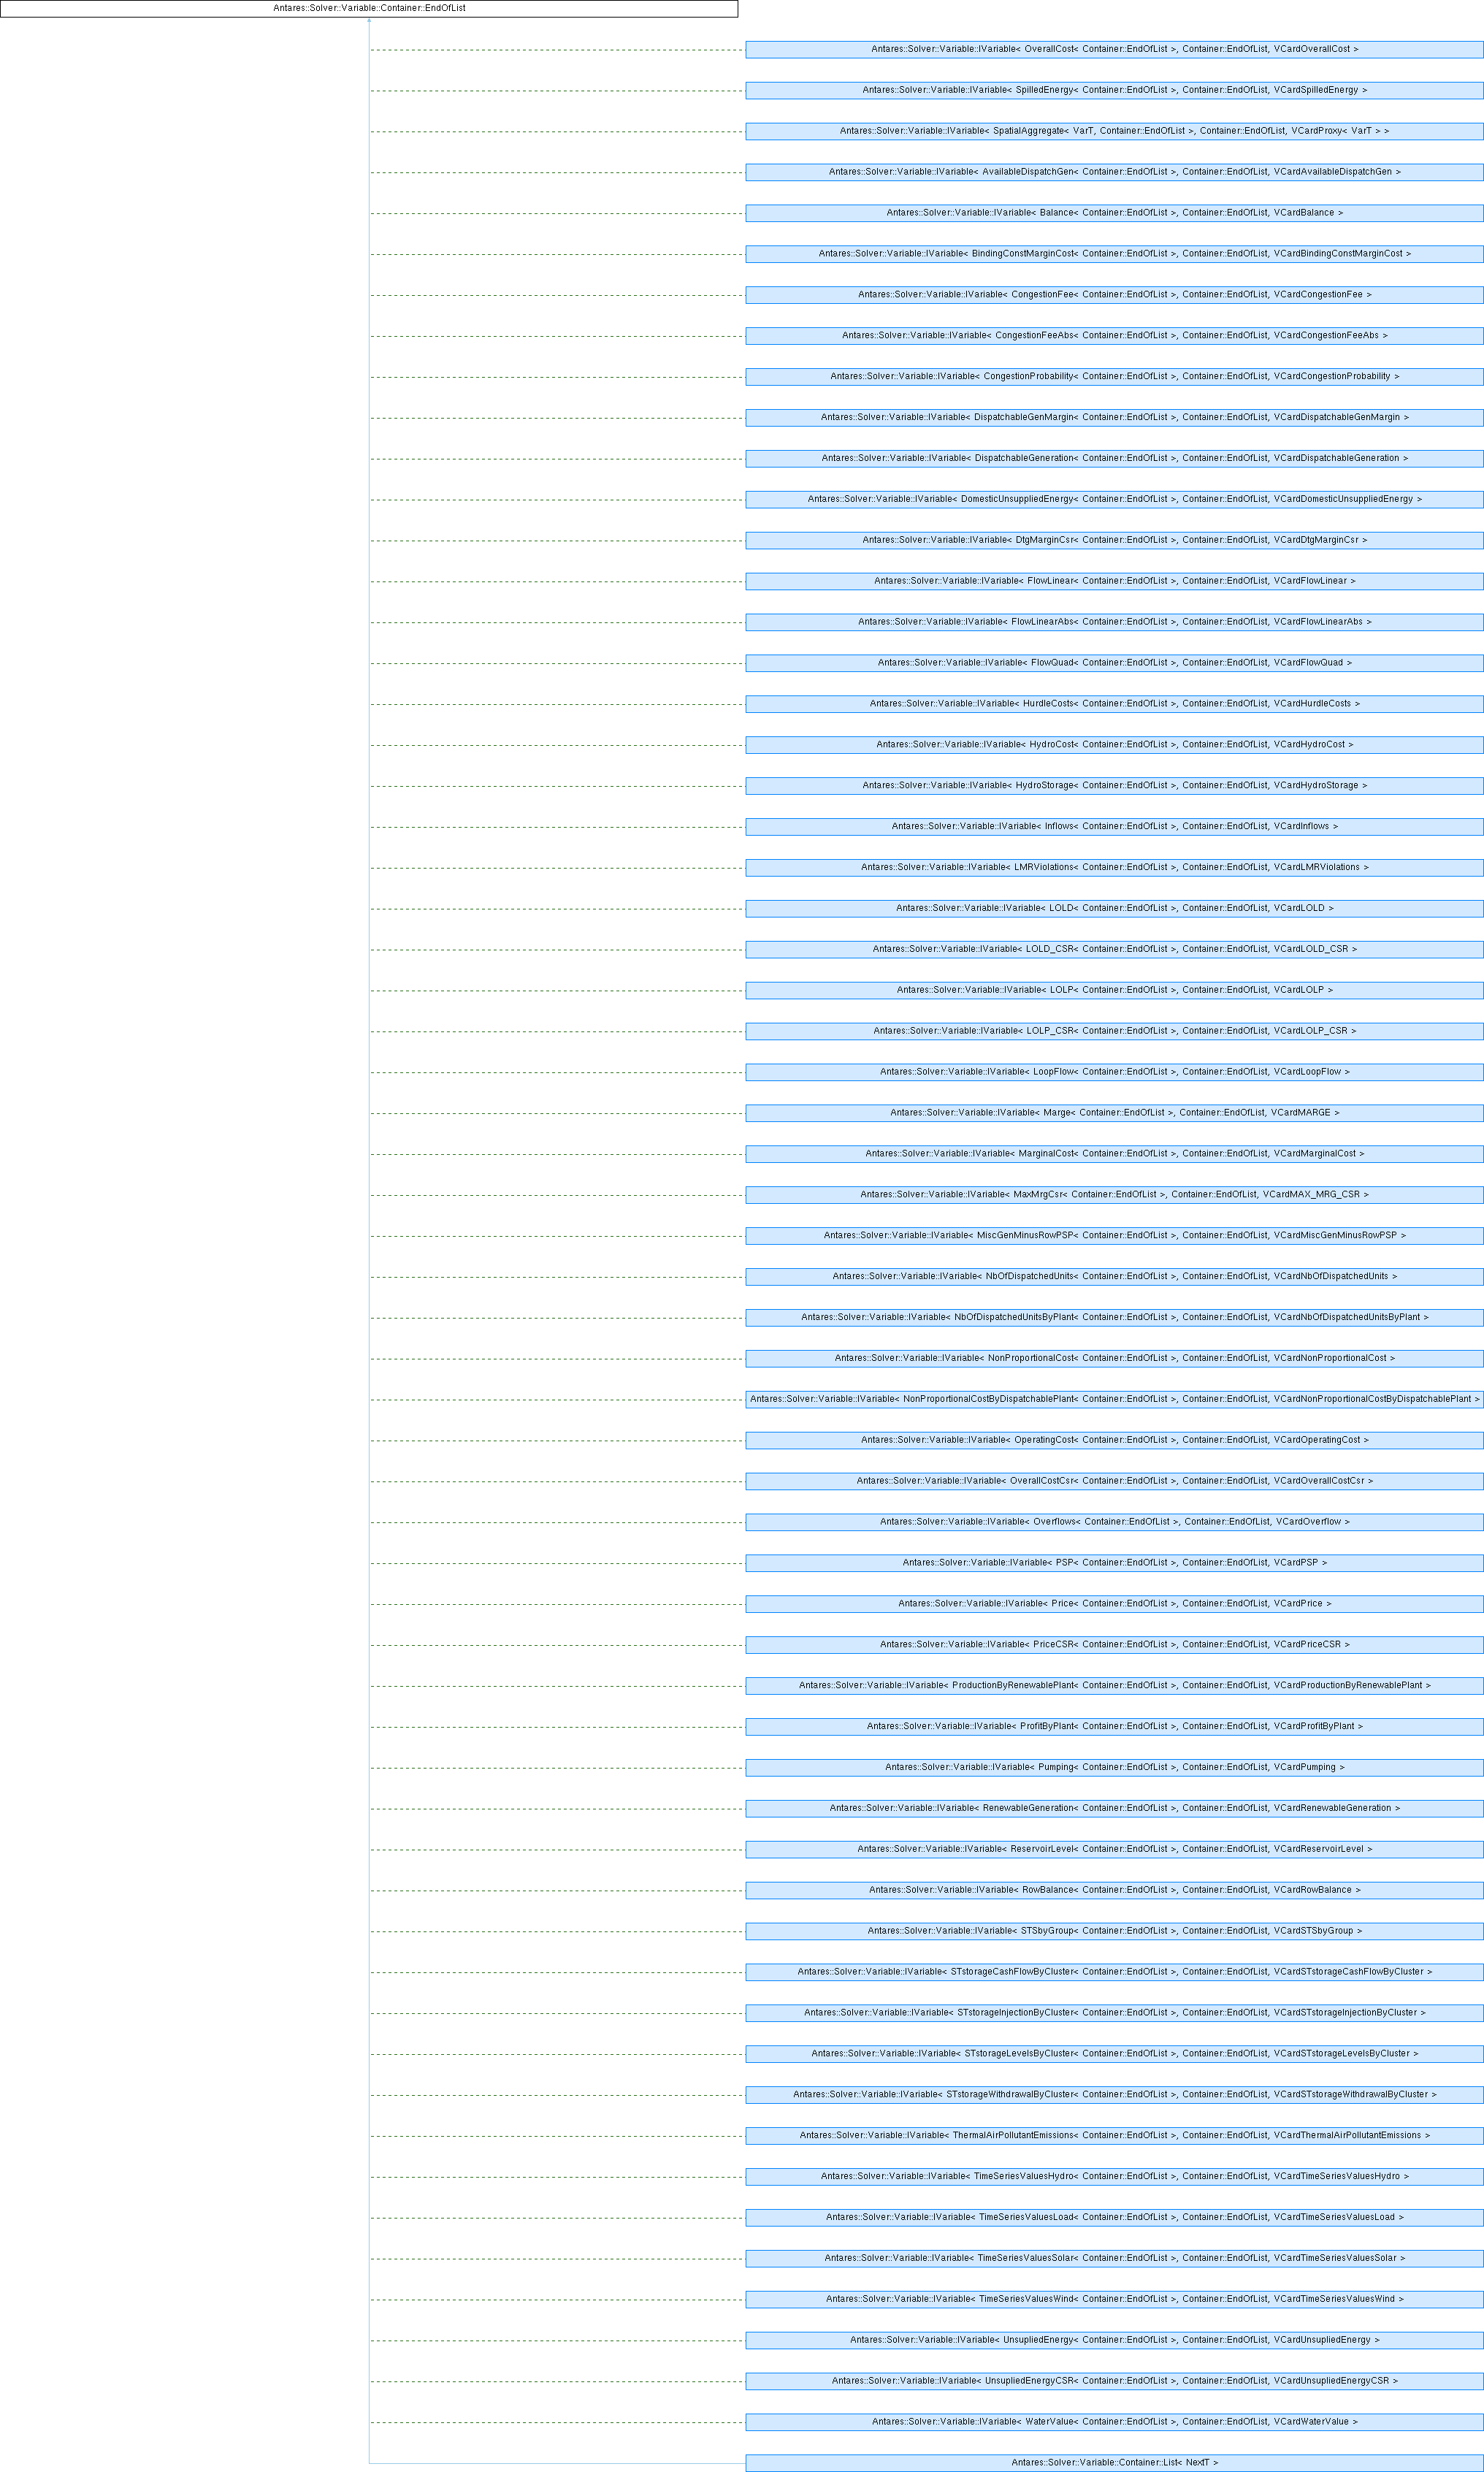 Antares::Solver::Variable::Container::EndOfList
Antares::Solver::Variable::IVariable< OverallCost< Container::EndOfList >, Container::EndOfList, VCardOverallCost >
Antares::Solver::Variable::IVariable< SpilledEnergy< Container::EndOfList >, Container::EndOfList, VCardSpilledEnergy >
Antares::Solver::Variable::IVariable< SpatialAggregate< VarT, Container::EndOfList >, Container::EndOfList, VCardProxy< VarT > >
Antares::Solver::Variable::IVariable< AvailableDispatchGen< Container::EndOfList >, Container::EndOfList, VCardAvailableDispatchGen >
Antares::Solver::Variable::IVariable< Balance< Container::EndOfList >, Container::EndOfList, VCardBalance >
Antares::Solver::Variable::IVariable< BindingConstMarginCost< Container::EndOfList >, Container::EndOfList, VCardBindingConstMarginCost >
Antares::Solver::Variable::IVariable< CongestionFee< Container::EndOfList >, Container::EndOfList, VCardCongestionFee >
Antares::Solver::Variable::IVariable< CongestionFeeAbs< Container::EndOfList >, Container::EndOfList, VCardCongestionFeeAbs >
Antares::Solver::Variable::IVariable< CongestionProbability< Container::EndOfList >, Container::EndOfList, VCardCongestionProbability >
Antares::Solver::Variable::IVariable< DispatchableGenMargin< Container::EndOfList >, Container::EndOfList, VCardDispatchableGenMargin >
Antares::Solver::Variable::IVariable< DispatchableGeneration< Container::EndOfList >, Container::EndOfList, VCardDispatchableGeneration >
Antares::Solver::Variable::IVariable< DomesticUnsuppliedEnergy< Container::EndOfList >, Container::EndOfList, VCardDomesticUnsuppliedEnergy >
Antares::Solver::Variable::IVariable< DtgMarginCsr< Container::EndOfList >, Container::EndOfList, VCardDtgMarginCsr >
Antares::Solver::Variable::IVariable< FlowLinear< Container::EndOfList >, Container::EndOfList, VCardFlowLinear >
Antares::Solver::Variable::IVariable< FlowLinearAbs< Container::EndOfList >, Container::EndOfList, VCardFlowLinearAbs >
Antares::Solver::Variable::IVariable< FlowQuad< Container::EndOfList >, Container::EndOfList, VCardFlowQuad >
Antares::Solver::Variable::IVariable< HurdleCosts< Container::EndOfList >, Container::EndOfList, VCardHurdleCosts >
Antares::Solver::Variable::IVariable< HydroCost< Container::EndOfList >, Container::EndOfList, VCardHydroCost >
Antares::Solver::Variable::IVariable< HydroStorage< Container::EndOfList >, Container::EndOfList, VCardHydroStorage >
Antares::Solver::Variable::IVariable< Inflows< Container::EndOfList >, Container::EndOfList, VCardInflows >
Antares::Solver::Variable::IVariable< LMRViolations< Container::EndOfList >, Container::EndOfList, VCardLMRViolations >
Antares::Solver::Variable::IVariable< LOLD< Container::EndOfList >, Container::EndOfList, VCardLOLD >
Antares::Solver::Variable::IVariable< LOLD_CSR< Container::EndOfList >, Container::EndOfList, VCardLOLD_CSR >
Antares::Solver::Variable::IVariable< LOLP< Container::EndOfList >, Container::EndOfList, VCardLOLP >
Antares::Solver::Variable::IVariable< LOLP_CSR< Container::EndOfList >, Container::EndOfList, VCardLOLP_CSR >
Antares::Solver::Variable::IVariable< LoopFlow< Container::EndOfList >, Container::EndOfList, VCardLoopFlow >
Antares::Solver::Variable::IVariable< Marge< Container::EndOfList >, Container::EndOfList, VCardMARGE >
Antares::Solver::Variable::IVariable< MarginalCost< Container::EndOfList >, Container::EndOfList, VCardMarginalCost >
Antares::Solver::Variable::IVariable< MaxMrgCsr< Container::EndOfList >, Container::EndOfList, VCardMAX_MRG_CSR >
Antares::Solver::Variable::IVariable< MiscGenMinusRowPSP< Container::EndOfList >, Container::EndOfList, VCardMiscGenMinusRowPSP >
Antares::Solver::Variable::IVariable< NbOfDispatchedUnits< Container::EndOfList >, Container::EndOfList, VCardNbOfDispatchedUnits >
Antares::Solver::Variable::IVariable< NbOfDispatchedUnitsByPlant< Container::EndOfList >, Container::EndOfList, VCardNbOfDispatchedUnitsByPlant >
Antares::Solver::Variable::IVariable< NonProportionalCost< Container::EndOfList >, Container::EndOfList, VCardNonProportionalCost >
Antares::Solver::Variable::IVariable< NonProportionalCostByDispatchablePlant< Container::EndOfList >, Container::EndOfList, VCardNonProportionalCostByDispatchablePlant >
Antares::Solver::Variable::IVariable< OperatingCost< Container::EndOfList >, Container::EndOfList, VCardOperatingCost >
Antares::Solver::Variable::IVariable< OverallCostCsr< Container::EndOfList >, Container::EndOfList, VCardOverallCostCsr >
Antares::Solver::Variable::IVariable< Overflows< Container::EndOfList >, Container::EndOfList, VCardOverflow >
Antares::Solver::Variable::IVariable< PSP< Container::EndOfList >, Container::EndOfList, VCardPSP >
Antares::Solver::Variable::IVariable< Price< Container::EndOfList >, Container::EndOfList, VCardPrice >
Antares::Solver::Variable::IVariable< PriceCSR< Container::EndOfList >, Container::EndOfList, VCardPriceCSR >
Antares::Solver::Variable::IVariable< ProductionByRenewablePlant< Container::EndOfList >, Container::EndOfList, VCardProductionByRenewablePlant >
Antares::Solver::Variable::IVariable< ProfitByPlant< Container::EndOfList >, Container::EndOfList, VCardProfitByPlant >
Antares::Solver::Variable::IVariable< Pumping< Container::EndOfList >, Container::EndOfList, VCardPumping >
Antares::Solver::Variable::IVariable< RenewableGeneration< Container::EndOfList >, Container::EndOfList, VCardRenewableGeneration >
Antares::Solver::Variable::IVariable< ReservoirLevel< Container::EndOfList >, Container::EndOfList, VCardReservoirLevel >
Antares::Solver::Variable::IVariable< RowBalance< Container::EndOfList >, Container::EndOfList, VCardRowBalance >
Antares::Solver::Variable::IVariable< STSbyGroup< Container::EndOfList >, Container::EndOfList, VCardSTSbyGroup >
Antares::Solver::Variable::IVariable< STstorageCashFlowByCluster< Container::EndOfList >, Container::EndOfList, VCardSTstorageCashFlowByCluster >
Antares::Solver::Variable::IVariable< STstorageInjectionByCluster< Container::EndOfList >, Container::EndOfList, VCardSTstorageInjectionByCluster >
Antares::Solver::Variable::IVariable< STstorageLevelsByCluster< Container::EndOfList >, Container::EndOfList, VCardSTstorageLevelsByCluster >
Antares::Solver::Variable::IVariable< STstorageWithdrawalByCluster< Container::EndOfList >, Container::EndOfList, VCardSTstorageWithdrawalByCluster >
Antares::Solver::Variable::IVariable< ThermalAirPollutantEmissions< Container::EndOfList >, Container::EndOfList, VCardThermalAirPollutantEmissions >
Antares::Solver::Variable::IVariable< TimeSeriesValuesHydro< Container::EndOfList >, Container::EndOfList, VCardTimeSeriesValuesHydro >
Antares::Solver::Variable::IVariable< TimeSeriesValuesLoad< Container::EndOfList >, Container::EndOfList, VCardTimeSeriesValuesLoad >
Antares::Solver::Variable::IVariable< TimeSeriesValuesSolar< Container::EndOfList >, Container::EndOfList, VCardTimeSeriesValuesSolar >
Antares::Solver::Variable::IVariable< TimeSeriesValuesWind< Container::EndOfList >, Container::EndOfList, VCardTimeSeriesValuesWind >
Antares::Solver::Variable::IVariable< UnsupliedEnergy< Container::EndOfList >, Container::EndOfList, VCardUnsupliedEnergy >
Antares::Solver::Variable::IVariable< UnsupliedEnergyCSR< Container::EndOfList >, Container::EndOfList, VCardUnsupliedEnergyCSR >
Antares::Solver::Variable::IVariable< WaterValue< Container::EndOfList >, Container::EndOfList, VCardWaterValue >
Antares::Solver::Variable::Container::List< NextT >